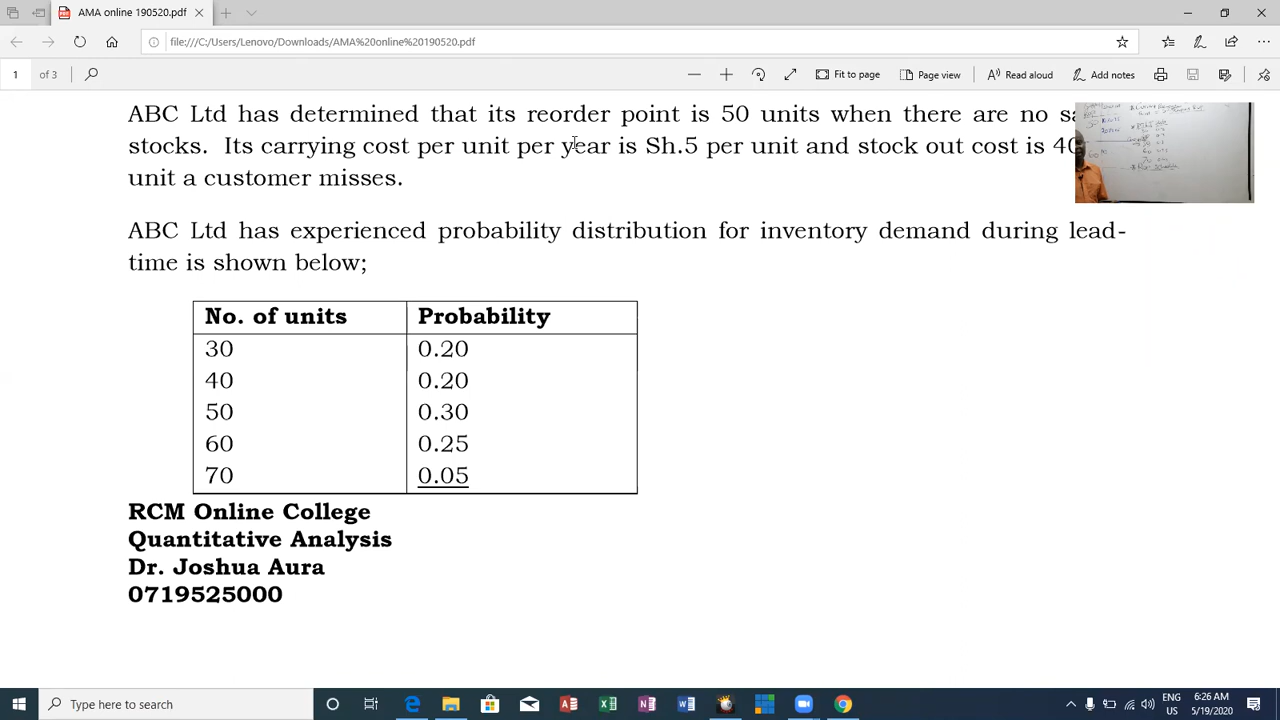 AMA online 190520.pdf
file:///C:/Users/Lenovo/Downloads/AMA%20online%20190520.pdf
1 of 3
Fit to page
Page view
Read aloud
Add notes
ABC Ltd has determined that its reorder point is 50 units when there are no
stocks. Its carrying cost per unit per year is Sh.5 per unit and stock out cost is 40
unit a customer misses.
ABC Ltd has experienced probability distribution for inventory demand during lead-
time is shown below;
No. of units Probability
30 0.20
40 0.20
50 0.30
60 0.25
70 0.05
RCM Online College
Quantitative Analysis
Dr. Joshua Aura
0719525000
Type here to search
ENG 6:26 AM
US 5/19/2020